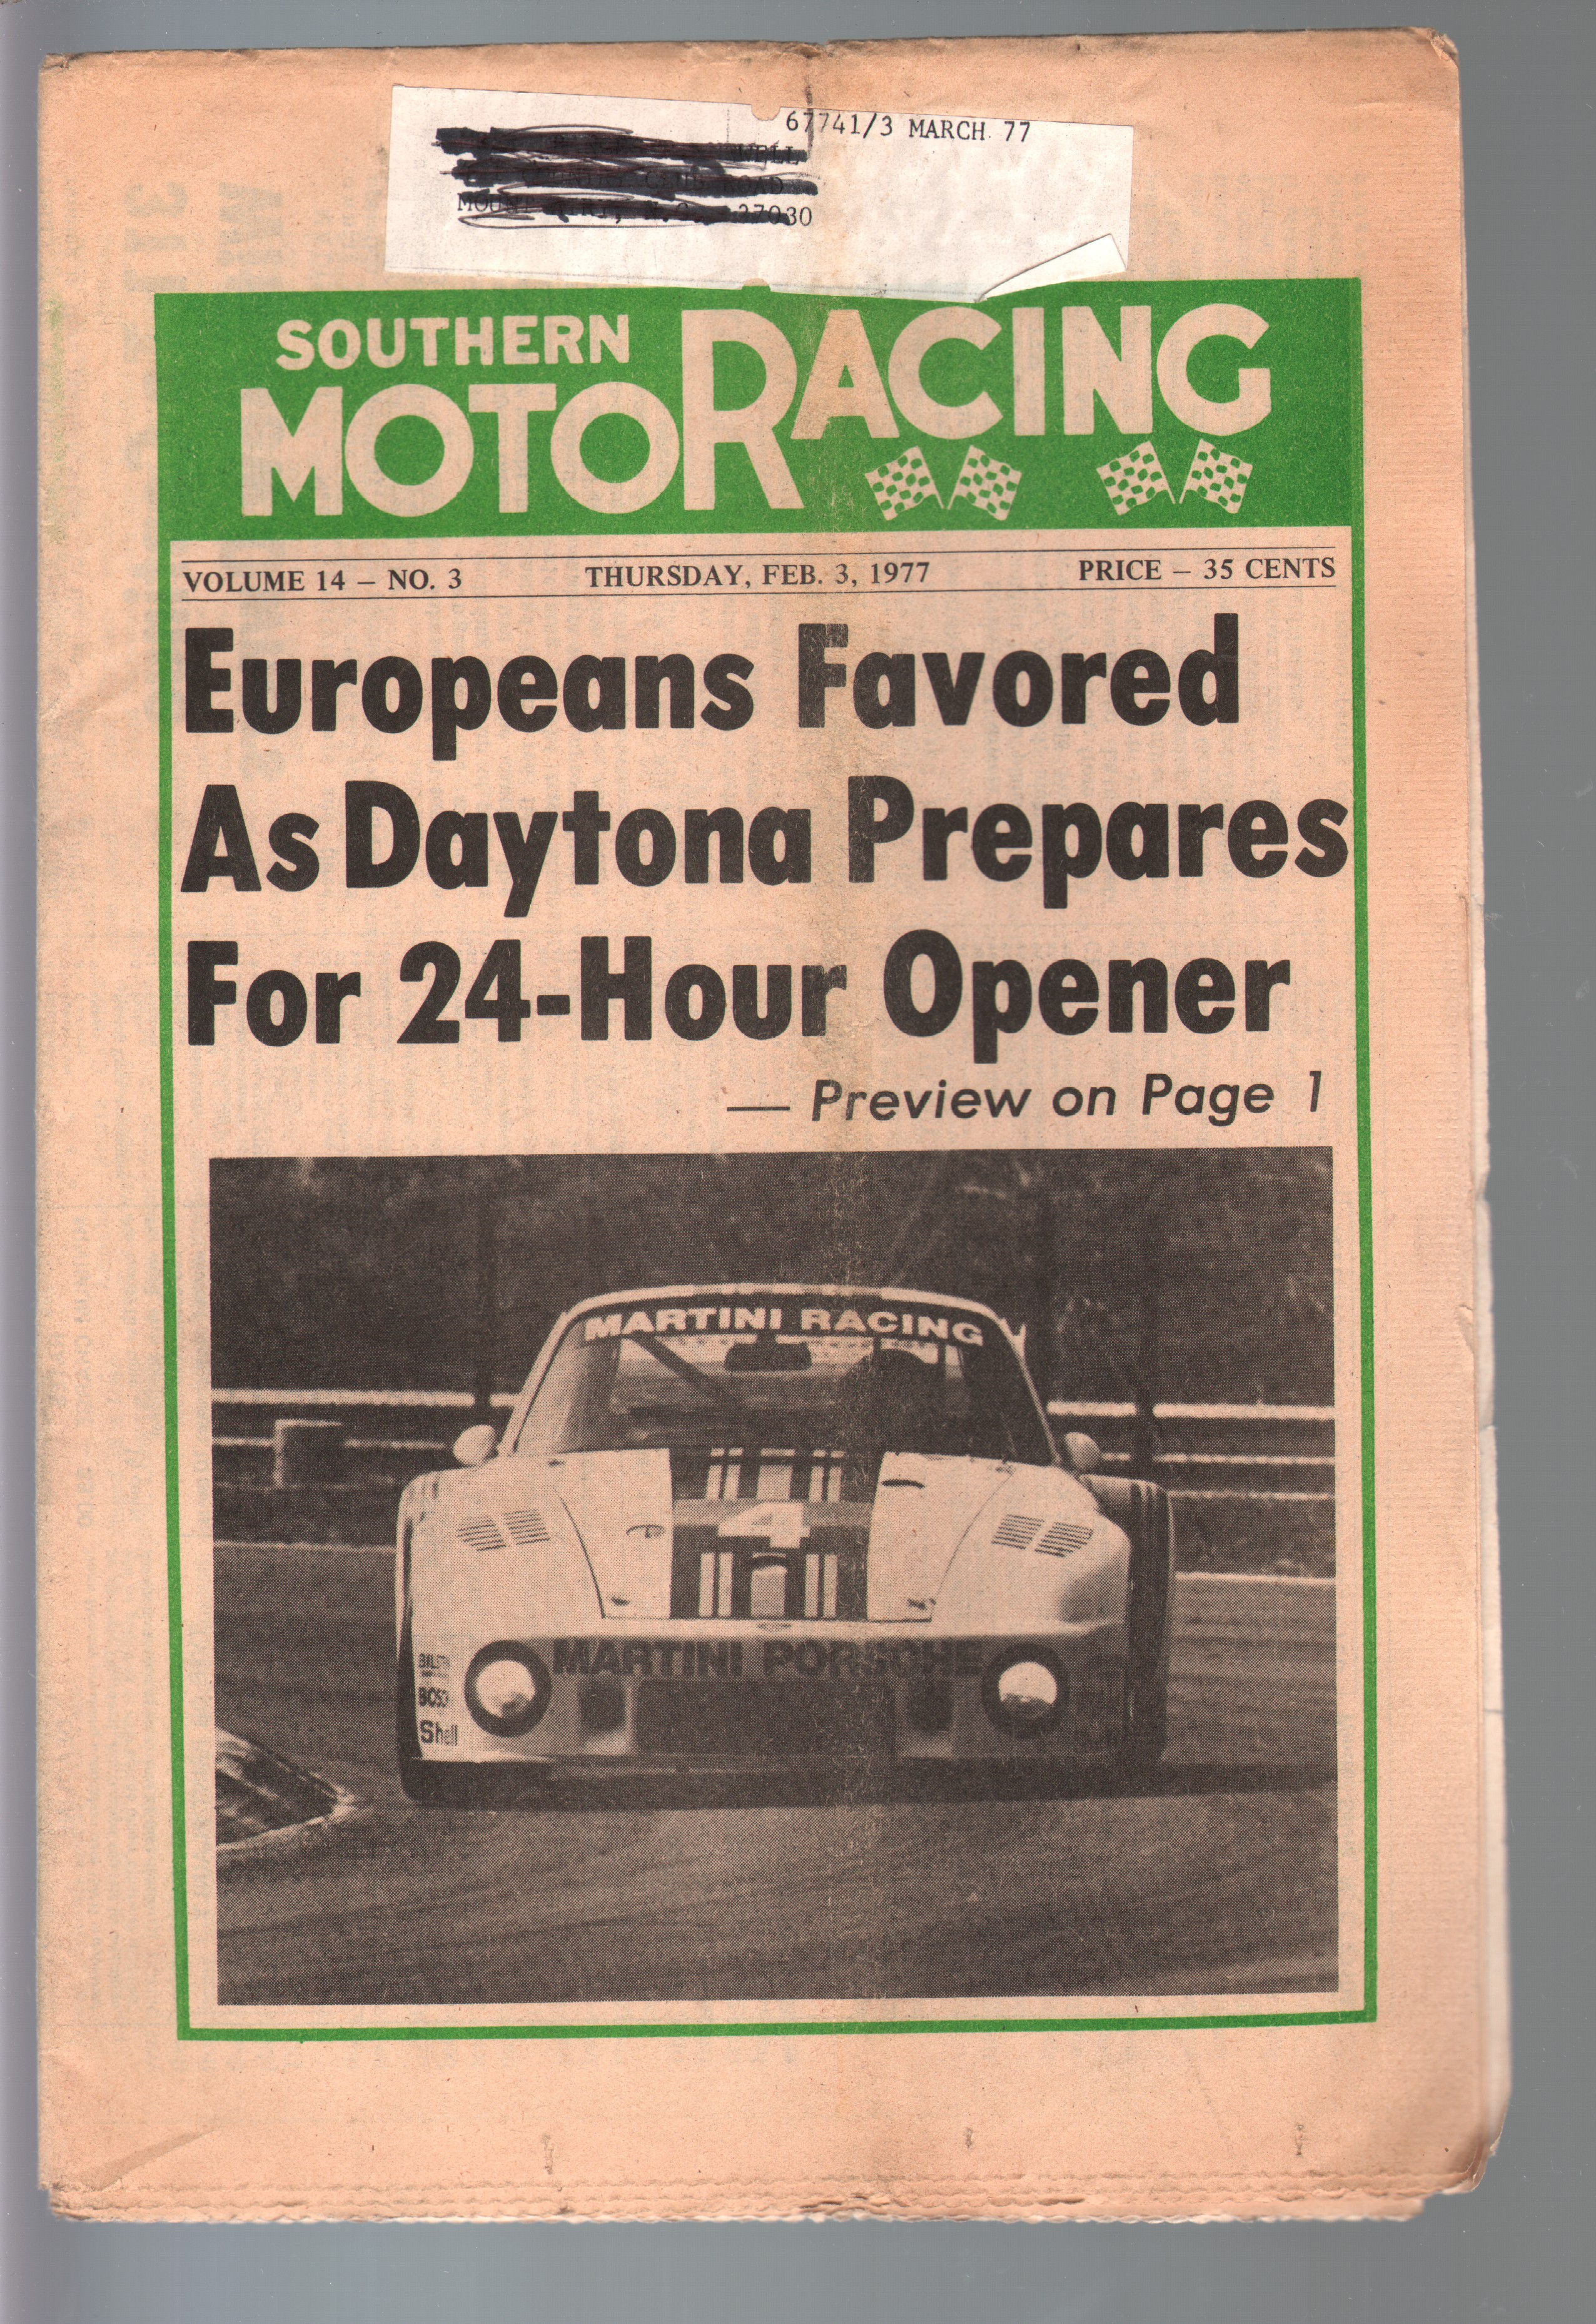 67741/3 MARCH 77
SOUTHERN
MOTORACING
VOLUME 14 – NO. 3
THURSDAY, FEB. 3, 1977
PRICE – 35 CENTS
Europeans Favored
As Daytona Prepares
For 24-Hour Opener
— Preview on Page 1
MARTINI RACING
4
MARTINI PORSCHE
Shell